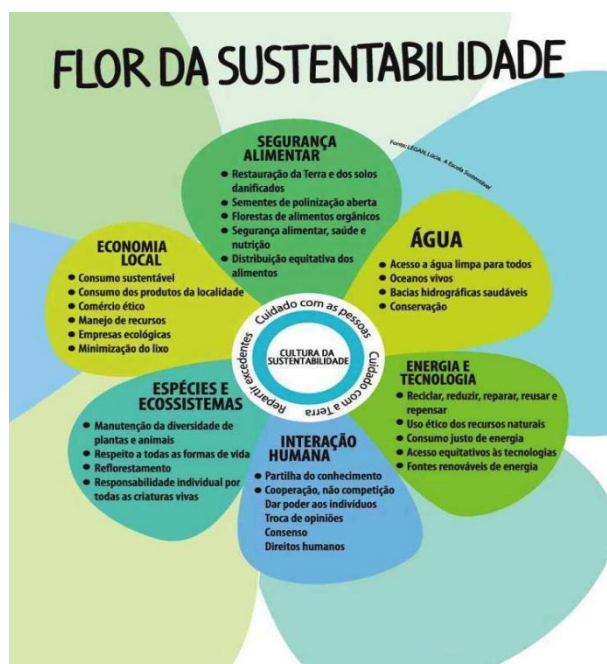 FLOR DA SUSTENTABILIDADE
Fonte: LEGAN, Lúcia. A Escola Sustentável
SEGURANÇA
ALIMENTAR
● Restauração da Terra e dos solos
danificados
● Sementes de polinização aberta
● Florestas de alimentos orgânicos
● Segurança alimentar, saúde e
nutrição
● Distribuição equitativa dos
alimentos
ÁGUA
● Acesso a água limpa para todos
● Oceanos vivos
● Bacias hidrográficas saudáveis
● Conservação
ENERGIA E
TECNOLOGIA
● Reciclar, reduzir, reparar, reusar e
repensar
● Uso ético dos recursos naturais
● Consumo justo de energia
● Acesso equitativos às tecnologias
● Fontes renováveis de energia
INTERAÇÃO
HUMANA
● Partilha do conhecimento
● Cooperação, não competição
Dar poder aos indivíduos
Troca de opiniões
Consenso
Direitos humanos
ESPÉCIES E
ECOSSISTEMAS
● Manutenção da diversidade de
plantas e animais
● Respeito a todas as formas de vida
● Reflorestamento
● Responsabilidade individual por
todas as criaturas vivas
ECONOMIA
LOCAL
● Consumo sustentável
● Consumo dos produtos da localidade
● Comércio ético
● Manejo de recursos
● Empresas ecológicas
● Minimização do lixo
Cuidado com as pessoas
Cuidado com a Terra
Repartir excedentes
CULTURA DA
SUSTENTABILIDADE